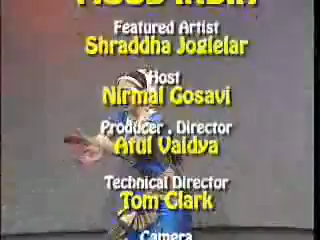 Featured Artist
Shraddha Joglelar
Host
Nirmal Gosavi
Producer . Director
Atul Vaidya
Technical Director
Tom Clark
Camera